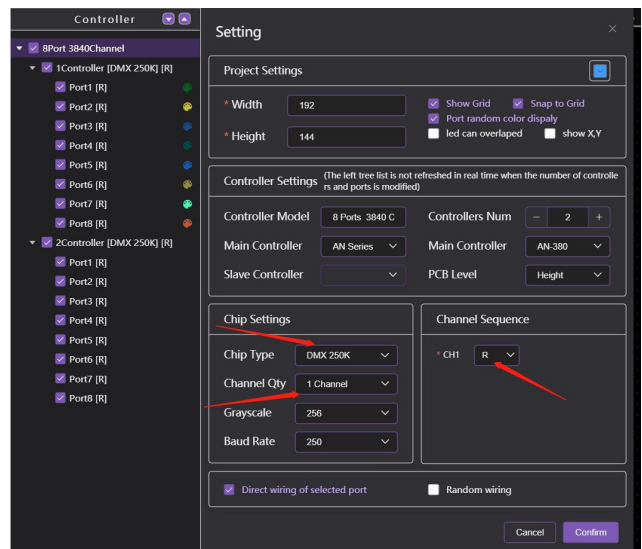 Controller
8Port 3840Channel
1Controller [DMX 250K] [R]
Port1 [R]
Port2 [R]
Port3 [R]
Port4 [R]
Port5 [R]
Port6 [R]
Port7 [R]
Port8 [R]
2Controller [DMX 250K] [R]
Port1 [R]
Port2 [R]
Port3 [R]
Port4 [R]
Port5 [R]
Port6 [R]
Port7 [R]
Port8 [R]
Setting
Project Settings
* Width 192
Show Grid Snap to Grid
Port random color dispaly
* Height 144
led can overlaped show X,Y
Controller Settings (The left tree list is not refreshed in real time when the number of controlle
rs and ports is modified)
Controller Model 8 Ports 3840 C Controllers Num - 2 +
Main Controller AN Series Main Controller AN-380
Slave Controller PCB Level Height
Chip Settings
Chip Type DMX 250K
Channel Qty 1 Channel
Grayscale 256
Baud Rate 250
Channel Sequence
* CH1 R
Direct wiring of selected port Random wiring
Cancel Confirm